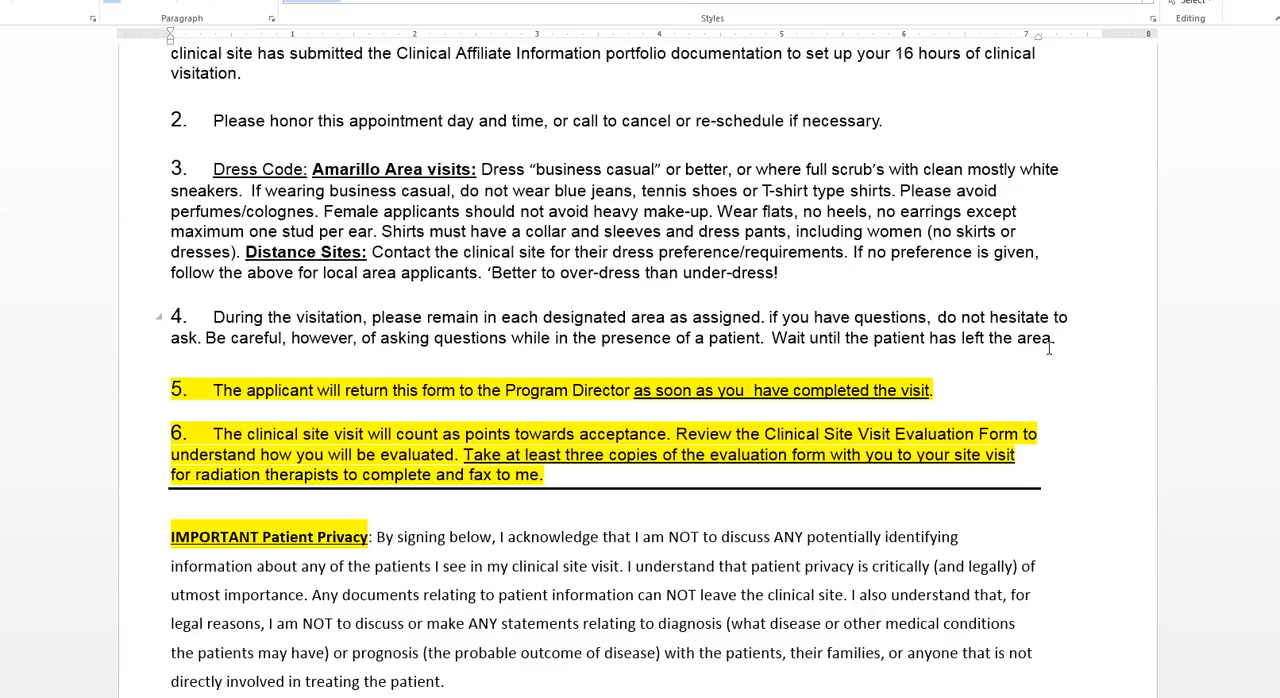 Select
Paragraph
Styles
Editing
1 2 3 4 5 6 7 8
clinical site has submitted the Clinical Affiliate Information portfolio documentation to set up your 16 hours of clinical
visitation.
2. Please honor this appointment day and time, or call to cancel or re-schedule if necessary.
3. Dress Code: Amarillo Area visits: Dress “business casual” or better, or where full scrub’s with clean mostly white
sneakers. If wearing business casual, do not wear blue jeans, tennis shoes or T-shirt type shirts. Please avoid
perfumes/colognes. Female applicants should not avoid heavy make-up. Wear flats, no heels, no earrings except
maximum one stud per ear. Shirts must have a collar and sleeves and dress pants, including women (no skirts or
dresses). Distance Sites: Contact the clinical site for their dress preference/requirements. If no preference is given,
follow the above for local area applicants. ‘Better to over-dress than under-dress!
4. During the visitation, please remain in each designated area as assigned. if you have questions, do not hesitate to
ask. Be careful, however, of asking questions while in the presence of a patient. Wait until the patient has left the area.
5. The applicant will return this form to the Program Director as soon as you have completed the visit.
6. The clinical site visit will count as points towards acceptance. Review the Clinical Site Visit Evaluation Form to
understand how you will be evaluated. Take at least three copies of the evaluation form with you to your site visit
for radiation therapists to complete and fax to me.
IMPORTANT Patient Privacy: By signing below, I acknowledge that I am NOT to discuss ANY potentially identifying
information about any of the patients I see in my clinical site visit. I understand that patient privacy is critically (and legally) of
utmost importance. Any documents relating to patient information can NOT leave the clinical site. I also understand that, for
legal reasons, I am NOT to discuss or make ANY statements relating to diagnosis (what disease or other medical conditions
the patients may have) or prognosis (the probable outcome of disease) with the patients, their families, or anyone that is not
directly involved in treating the patient.